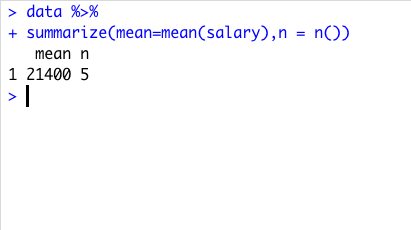 > data %>%
+ summarize(mean=mean(salary),n = n())
   mean n
1 21400 5
>